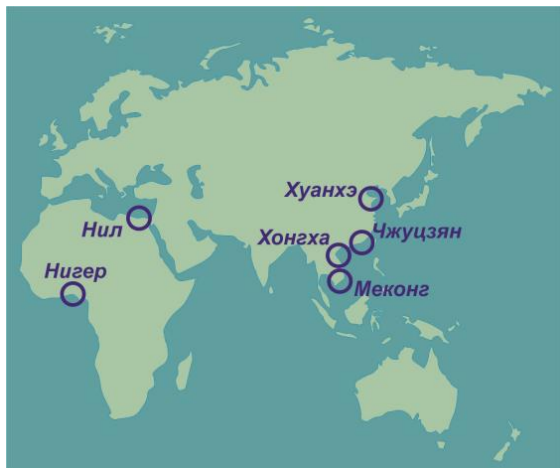 Хуанхэ
Чжуцзян
Нил
Хонгха
Нигер
Меконг